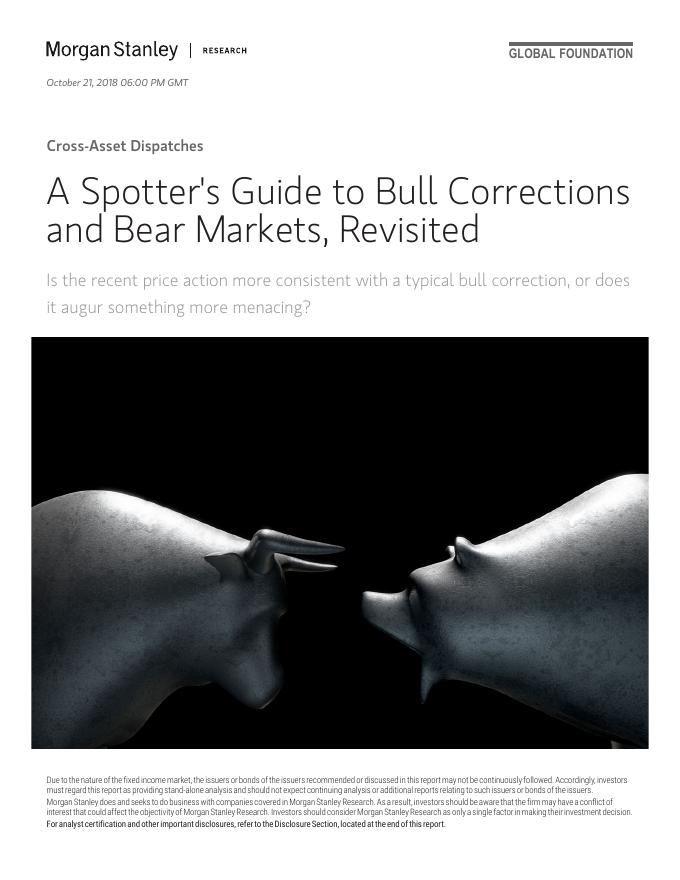 Morgan Stanley | RESEARCH
GLOBAL FOUNDATION
October 21, 2018 06:00 PM GMT
Cross-Asset Dispatches
A Spotter's Guide to Bull Corrections
and Bear Markets, Revisited
Is the recent price action more consistent with a typical bull correction, or does
it augur something more menacing?
Due to the nature of the fixed income market, the issuers or bonds of the issuers recommended or discussed in this report may not be continuously followed. Accordingly, investors
must regard this report as providing stand-alone analysis and should not expect continuing analysis or additional reports relating to such issuers or bonds of the issuers.
Morgan Stanley does and seeks to do business with companies covered in Morgan Stanley Research. As a result, investors should be aware that the firm may have a conflict of
interest that could affect the objectivity of Morgan Stanley Research. Investors should consider Morgan Stanley Research as only a single factor in making their investment decision.
For analyst certification and other important disclosures, refer to the Disclosure Section, located at the end of this report.